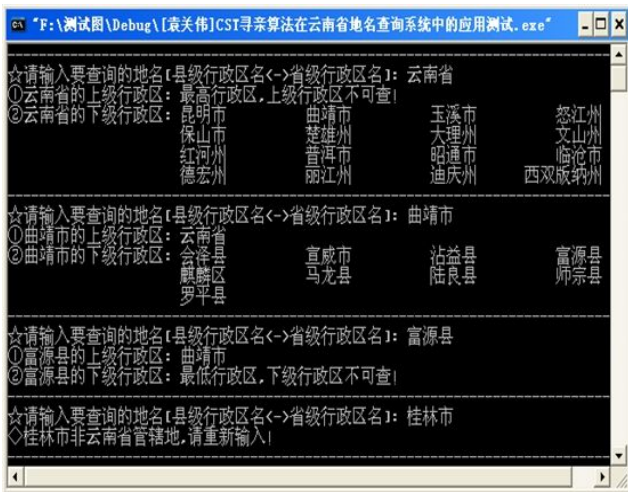 "F:\测试图\Debug\[袁关伟]CST寻亲算法在云南省地名查询系统中的应用测试.exe"
☆请输入要查询的地名[县级行政区名<->省级行政区名]: 云南省
①云南省的上级行政区: 最高行政区,上级行政区不可查!
②云南省的下级行政区: 昆明市 曲靖市 玉溪市 怒江州
保山市 楚雄州 大理州 文山州
红河州 普洱市 昭通市 临沧市
德宏州 丽江州 迪庆州 西双版纳州
☆请输入要查询的地名[县级行政区名<->省级行政区名]: 曲靖市
①曲靖市的上级行政区: 云南省
②曲靖市的下级行政区: 会泽县 宣威市 沾益县 富源县
麒麟区 马龙县 陆良县 师宗县
罗平县
☆请输入要查询的地名[县级行政区名<->省级行政区名]: 富源县
①富源县的上级行政区: 曲靖市
②富源县的下级行政区: 最低行政区,下级行政区不可查!
☆请输入要查询的地名[县级行政区名<->省级行政区名]: 桂林市
◇桂林市非云南省管辖地,请重新输入!